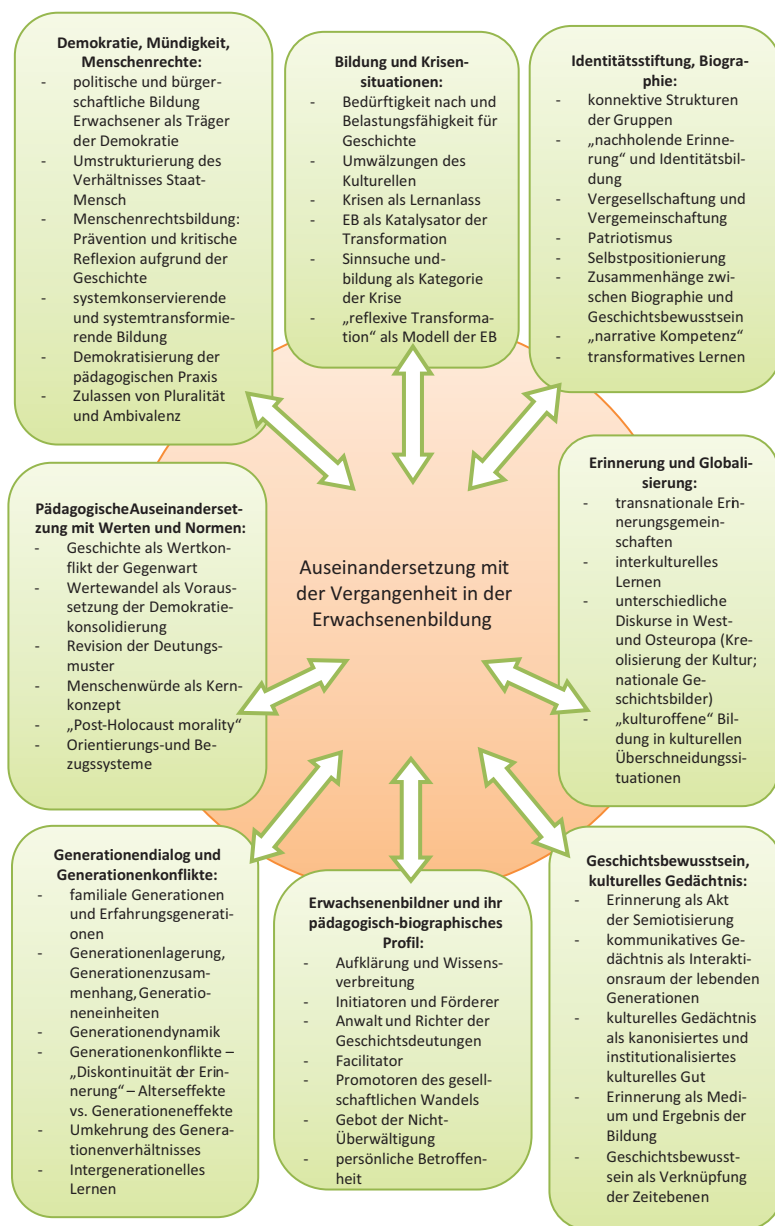 Demokratie, Mündigkeit,
Menschenrechte:
- politische und bürger-
schaftliche Bildung
Erwachsener als Träger
der Demokratie
- Umstrukturierung des
Verhältnisses Staat-
Mensch
- Menschenrechtsbildung:
Prävention und kritische
Reflexion aufgrund der
Geschichte
- systemkonservierende
und systemtransformie-
rende Bildung
- Demokratisierung der
pädagogischen Praxis
- Zulassen von Pluralität
und Ambivalenz
Bildung und Krisen-
situationen:
- Bedürftigkeit nach und
Belastungsfähigkeit für
Geschichte
- Umwälzungen des
Kulturellen
- Krisen als Lernanlass
- EB als Katalysator der
Transformation
- Sinnsuche und-
bildung als Kategorie
der Krise
- „reflexive Transforma-
tion“ als Modell der EB
Identitätsstiftung, Biogra-
phie:
- konnektive Strukturen
der Gruppen
- „nachholende Erinne-
rung“ und Identitätsbil-
dung
- Vergesellschaftung und
Vergemeinschaftung
- Patriotismus
- Selbstpositionierung
- Zusammenhänge zwi-
schen Biographie und
Geschichtsbewusstsein
- „narrative Kompetenz“
- transformatives Lernen
Pädagogische Auseinanderset-
zung mit Werten und Normen:
- Geschichte als Wertkon-
flikt der Gegenwart
- Wertewandel als Voraus-
setzung der Demokratie-
konsolidierung
- Revision der Deutungs-
muster
- Menschenwürde als Kern-
konzept
- „Post-Holocaust morality“
- Orientierungs-und Be-
zugssysteme
Auseinandersetzung mit
der Vergangenheit in der
Erwachsenenbildung
Erinnerung und Globali-
sierung:
- transnationale Erin-
nerungsgemein-
schaften
- interkulturelles
Lernen
- unterschiedliche
Diskurse in West-
und Osteuropa (Kre-
olisierung der Kultur;
nationale Ge-
schichtsbilder)
- „kulturoffene“ Bil-
dung in kulturellen
Überschneidungssi-
tuationen
Generationendialog und
Generationenkonflikte:
- familiale Generationen
und Erfahrungsgenerati-
onen
- Generationenlagerung,
Generationenzusam-
menhang, Generatio-
neneinheiten
- Generationendynamik
- Generationenkonflikte –
„Diskontinuität der Erin-
nerung“ – Alterseffekte
vs. Generationeneffekte
- Umkehrung des Genera-
tionenverhältnisses
- Intergenerationelles
Lernen
Erwachsenenbildner und ihr
pädagogisch-biographisches
Profil:
- Aufklärung und Wissens-
verbreitung
- Initiatoren und Förderer
- Anwalt und Richter der
Geschichtsdeutungen
- Facilitator
- Promotoren des gesell-
schaftlichen Wandels
- Gebot der Nicht-
Überwältigung
- persönliche Betroffen-
heit
Geschichtsbewusstsein,
kulturelles Gedächtnis:
- Erinnerung als Akt
der Semiotisierung
- kommunikatives Ge-
dächtnis als Interakti-
onsraum der lebenden
Generationen
- kulturelles Gedächtnis
als kanonisiertes und
institutionalisiertes
kulturelles Gut
- Erinnerung als Medi-
um und Ergebnis der
Bildung
- Geschichtsbewusst-
sein als Verknüpfung
der Zeitebenen